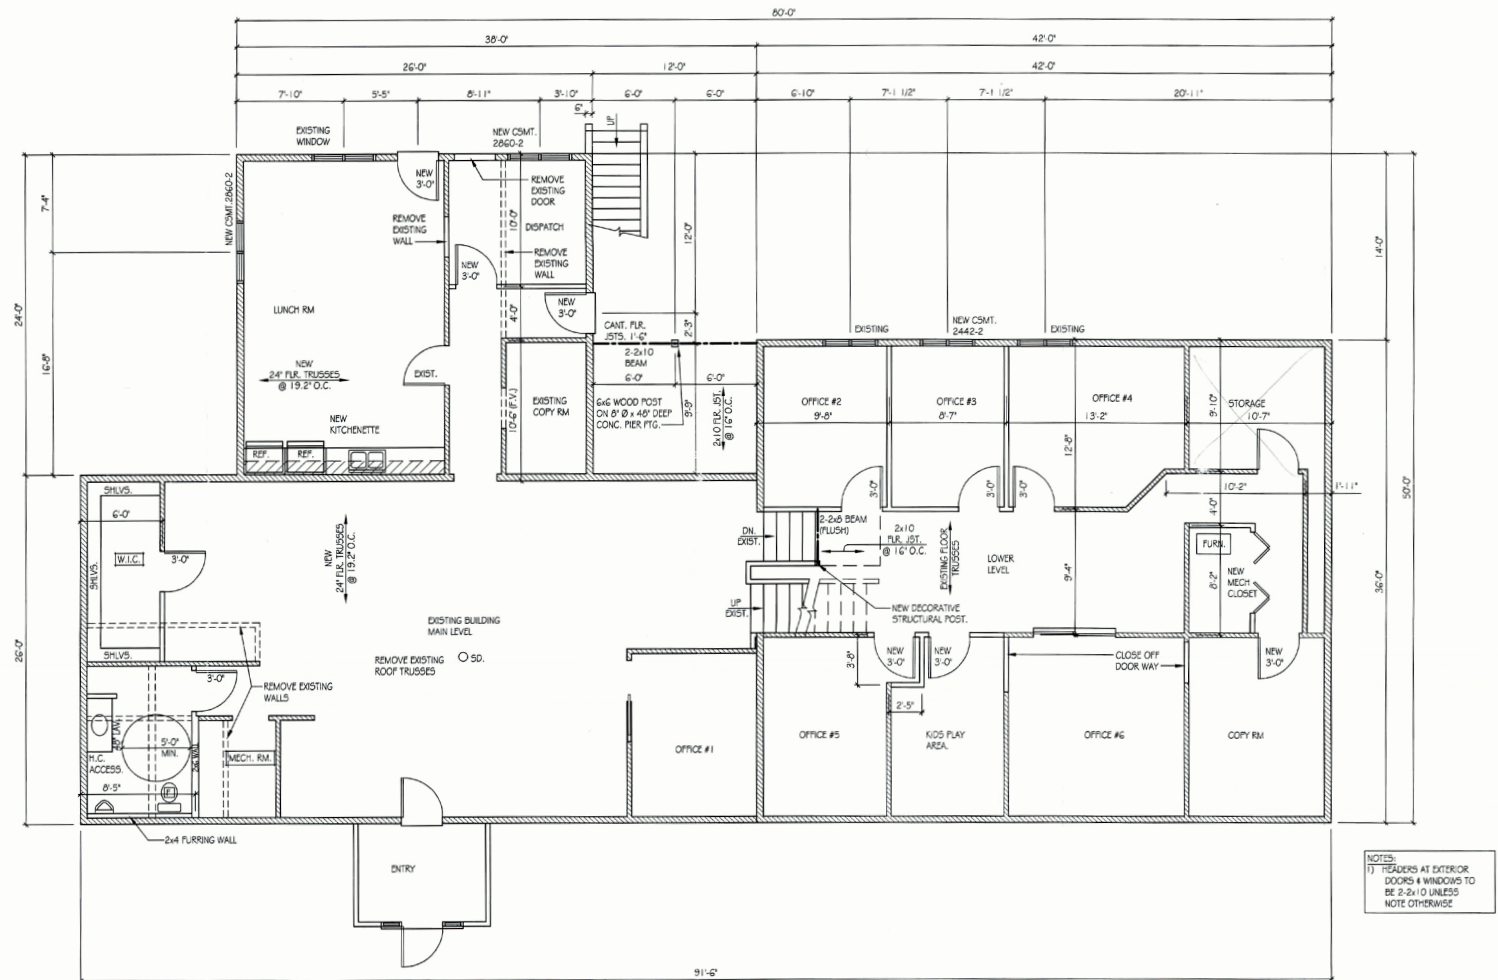 80'-0"
38'-0"
42'-0"
26'-0"
12'-0"
42'-0"
7'-10"
5'-5"
8'-11"
3'-10"
6'-0"
6'-0"
6'-10"
7'-1 1/2"
7'-1 1/2"
20'-11"
6"
UP
EXISTING
WINDOW
NEW CSMT.
2860-2
NEW CSMT.2860-2
7'-4"
16'-8"
24'-0"
26'-0"
NEW
3'-0"
REMOVE
EXISTING
DOOR
REMOVE
EXISTING
WALL
10'-0"
DISPATCH
REMOVE
EXISTING
WALL
NEW
3'-0"
12'-0"
14'-0"
50'-0"
36'-0"
LUNCH RM
4'-0"
NEW
3'-0"
CANT. FLR.
JSTS. 1'-6"
2'-3"
2-2x10
BEAM
6'-0"
6'-0"
EXISTING
NEW CSMT.
2442-2
EXISTING
NEW
24" FLR. TRUSSES
@ 19.2" O.C.
EXIST.
EXISTING
COPY RM
10'-6" (F.V.)
6x6 WOOD POST
ON 8" Ø x 48" DEEP
CONC. PIER FTG.
9'-9"
2x10 FLR. JST.
@ 16" O.C.
NEW
KITCHENETTE
REF.
REF.
OFFICE #2
9'-8"
OFFICE #3
8'-7"
OFFICE #4
13'-2"
12'-8"
9'-10"
STORAGE
10'-7"
3'-0"
3'-0"
3'-0"
10'-2"
1'-11"
4'-0"
SHLVS.
6'-0"
W.I.C.
3'-0"
SHLVS.
SHLVS.
NEW
24" FLR. TRUSSES
@ 19.2" O.C.
DN.
EXIST.
2-2x8 BEAM
(FLUSH)
2x10
FLR. JST.
@ 16" O.C.
EXISTING FLOOR
TRUSSES
LOWER
LEVEL
9'-4"
FURN.
8'-2"
NEW
MECH
CLOSET
UP
EXIST.
NEW DECORATIVE
STRUCTURAL POST.
EXISTING BUILDING
MAIN LEVEL
REMOVE EXISTING
ROOF TRUSSES
SD.
3'-0"
REMOVE EXISTING
WALLS
3'-8"
NEW
3'-0"
NEW
3'-0"
CLOSE OFF
DOOR WAY
NEW
3'-0"
2'-5"
48" LAV.
5'-0"
MIN.
2x6 WALL
MECH. RM.
H.C.
ACCESS.
8'-5"
OFFICE #1
OFFICE #5
KIDS PLAY
AREA.
OFFICE #6
COPY RM
2x4 FURRING WALL
ENTRY
NOTES:
1) HEADERS AT EXTERIOR
DOORS & WINDOWS TO
BE 2-2x10 UNLESS
NOTE OTHERWISE
91'-6"